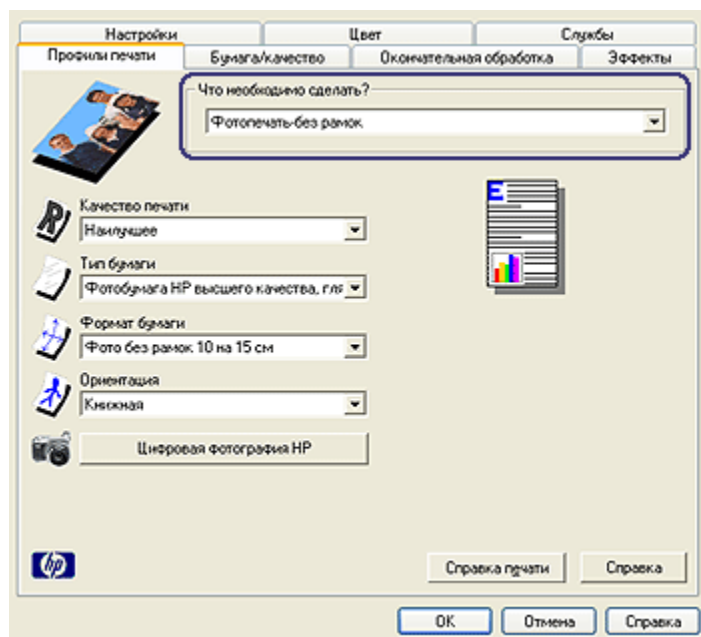 Настройки Цвет Службы
Профили печати Бумага/качество Окончательная обработка Эффекты
Что необходимо сделать?
Фотопечать-без рамок
Качество печати
Наилучшее
Тип бумаги
Фотобумага HP высшего качества, гля
Формат бумаги
Фото без рамок 10 на 15 см
Ориентация
Книжная
Цифровая фотография HP
E
hp
Справка печати Справка
OK Отмена Справка